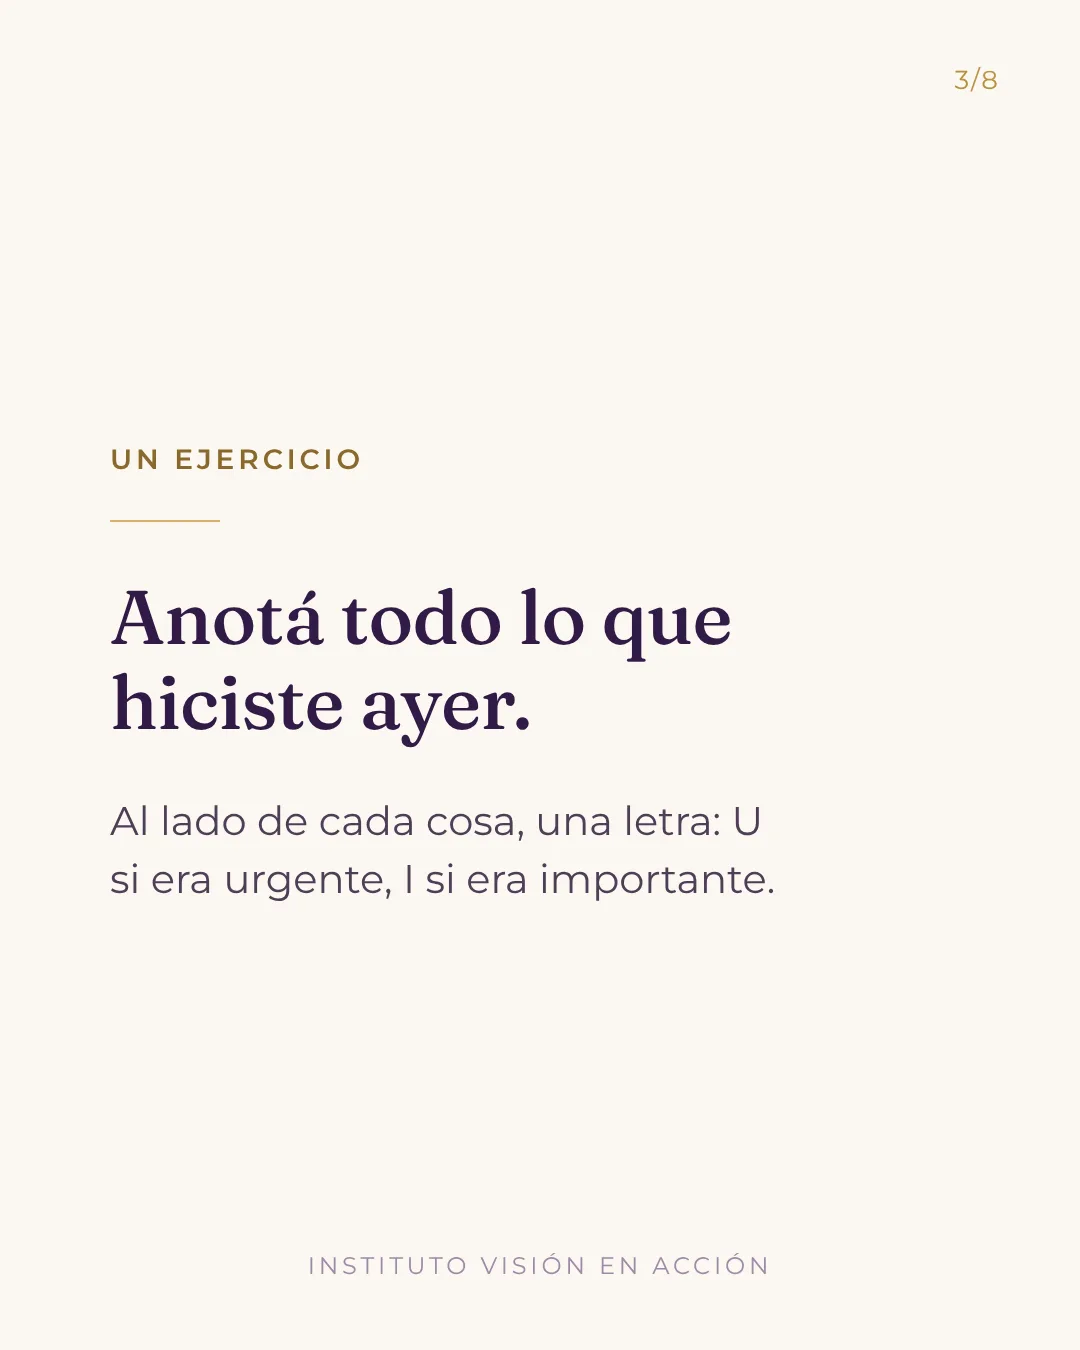 3/8
UN EJERCICIO
Anotá todo lo que
hiciste ayer.
Al lado de cada cosa, una letra: U
si era urgente, I si era importante.
INSTITUTO VISIÓN EN ACCIÓN